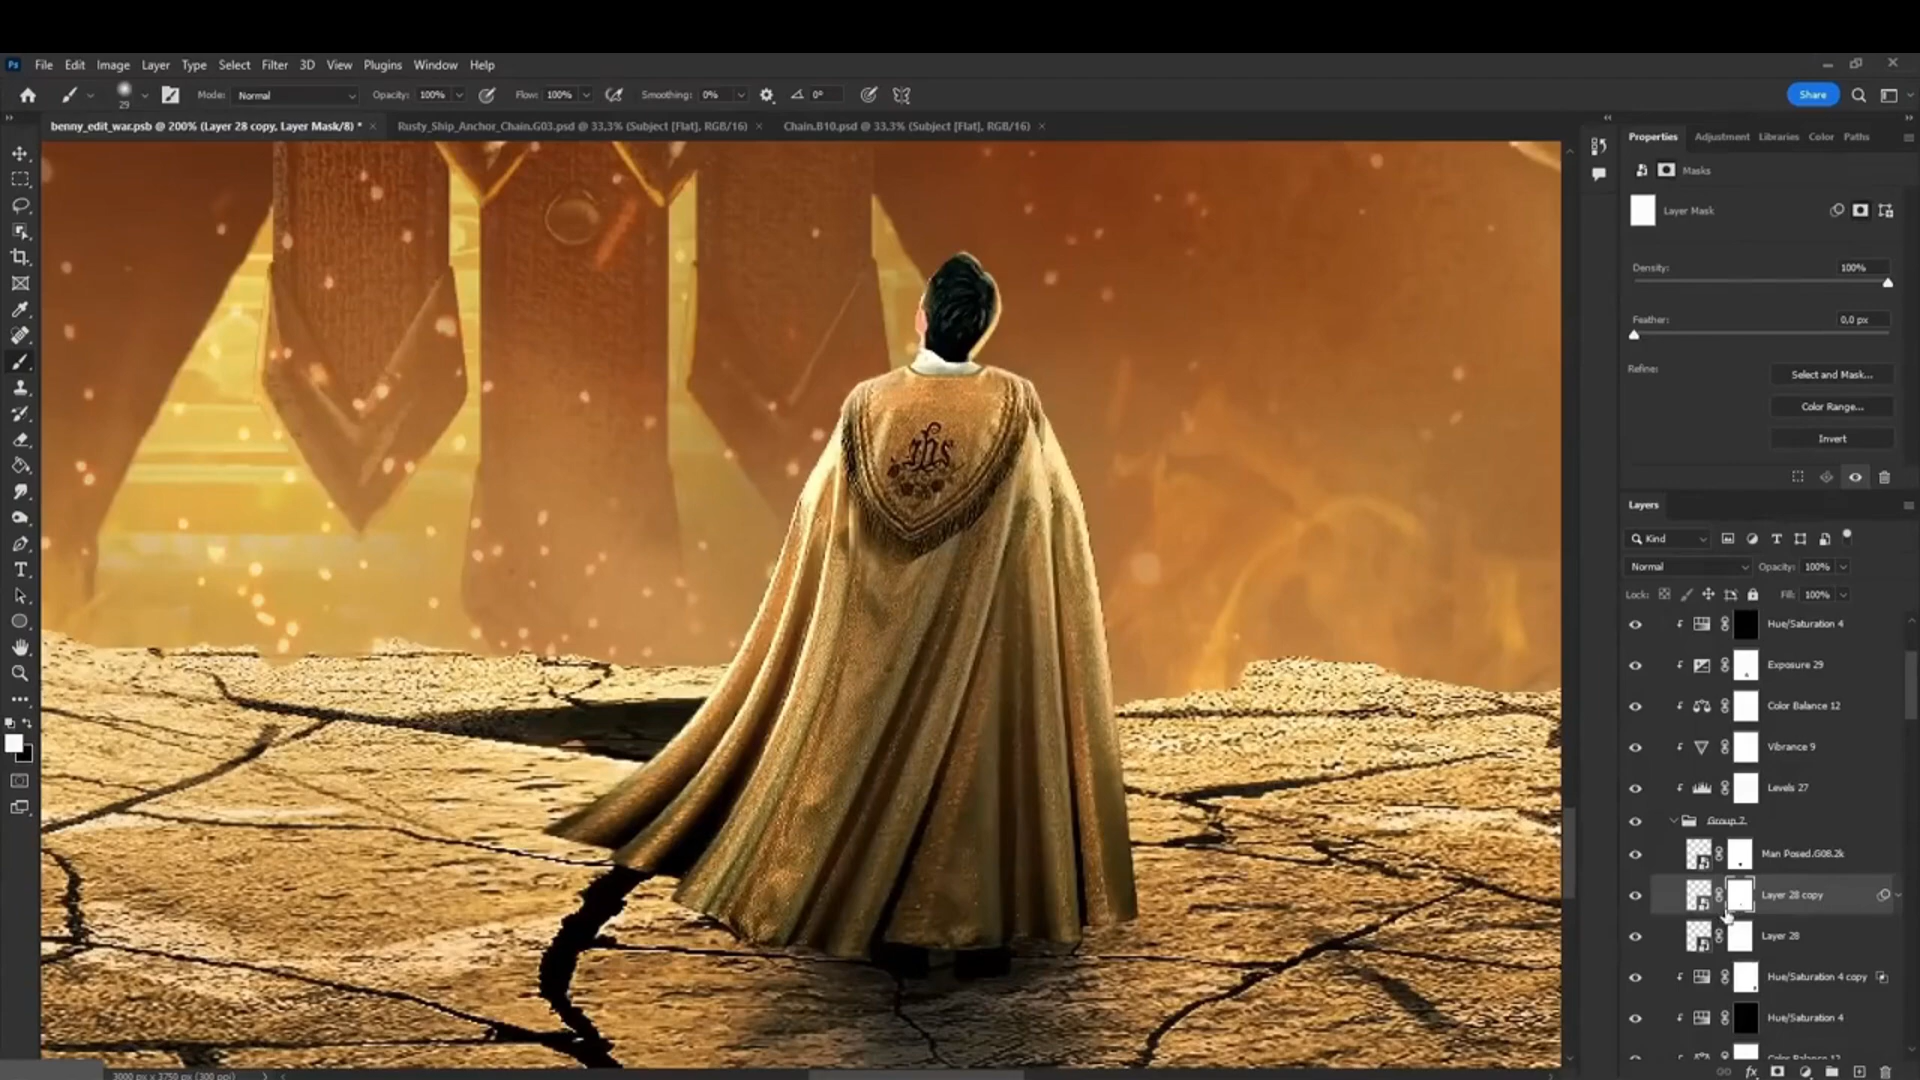 Ps File Edit Image Layer Type Select Filter 3D View Plugins Window Help
29 Mode: Normal Opacity: 100% Flow: 100% Smoothing: 0% 0° Share
benny_edit_war.psb @ 200% (Layer 28 copy, Layer Mask/8) * × Rusty_Ship_Anchor_Chain.G03.psd @ 33,3% (Subject [Flat], RGB/16) × Chain.B10.psd @ 33,3% (Subject [Flat], RGB/16) ×
Properties Adjustment Libraries Color Paths
Masks
Layer Mask
Density: 100%
Feather: 0,0 px
Refine: Select and Mask...
Color Range...
Invert
Layers
Kind
Normal Opacity: 100%
Lock: Fill: 100%
Hue/Saturation 4
Exposure 29
Color Balance 12
Vibrance 9
Levels 27
Group 7
Man Posed.G08.2k
Layer 28 copy
Layer 28
Hue/Saturation 4 copy
Hue/Saturation 4
Color Balance 12
ihs
3000 px x 3750 px (300 ppi)